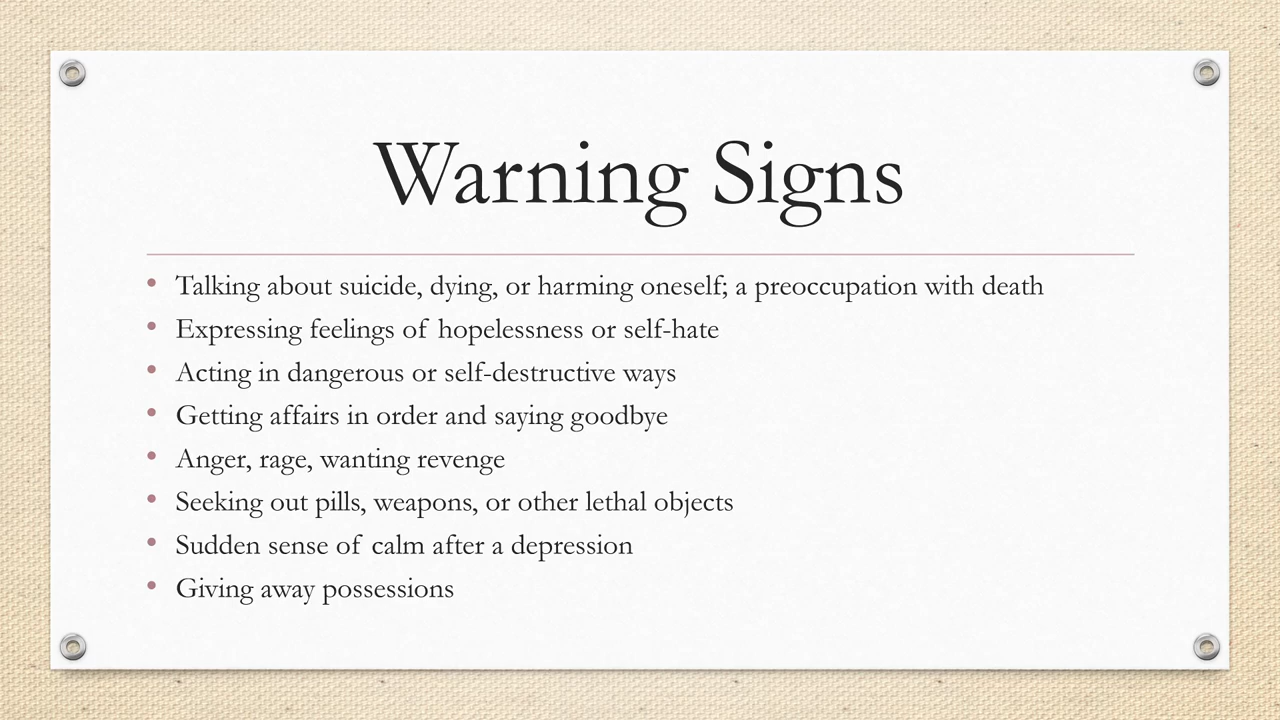 Warning Signs
• Talking about suicide, dying, or harming oneself; a preoccupation with death
• Expressing feelings of hopelessness or self-hate
• Acting in dangerous or self-destructive ways
• Getting affairs in order and saying goodbye
• Anger, rage, wanting revenge
• Seeking out pills, weapons, or other lethal objects
• Sudden sense of calm after a depression
• Giving away possessions